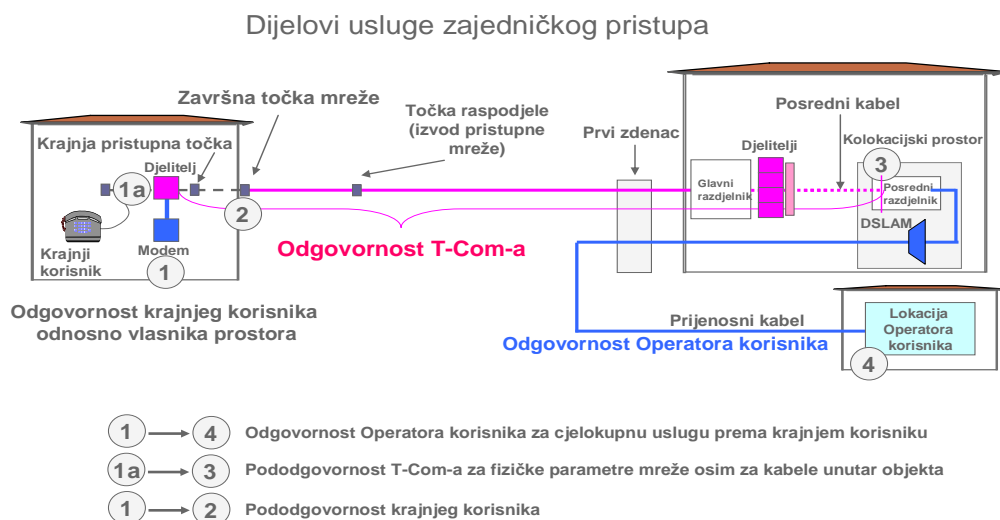 Dijelovi usluge zajedničkog pristupa
Završna točka mreže
Točka raspodjele
(izvod pristupne
mreže)
Prvi zdenac
Posredni kabel
Krajnja pristupna točka
Djelitelj
1a
2
Krajnji
korisnik
Modem
1
Odgovornost krajnjeg korisnika
odnosno vlasnika prostora
Odgovornost T-Com-a
Djelitelji
Kolokacijski prostor
3
Glavni
razdjelnik
Posredni
razdjelnik
DSLAM
Prijenosni kabel
Odgovornost Operatora korisnika
Lokacija
Operatora
korisnika
4
1 4 Odgovornost Operatora korisnika za cjelokupnu uslugu prema krajnjem korisniku
1a 3 Pododgovornost T-Com-a za fizičke parametre mreže osim za kabele unutar objekta
1 2 Pododgovornost krajnjeg korisnika